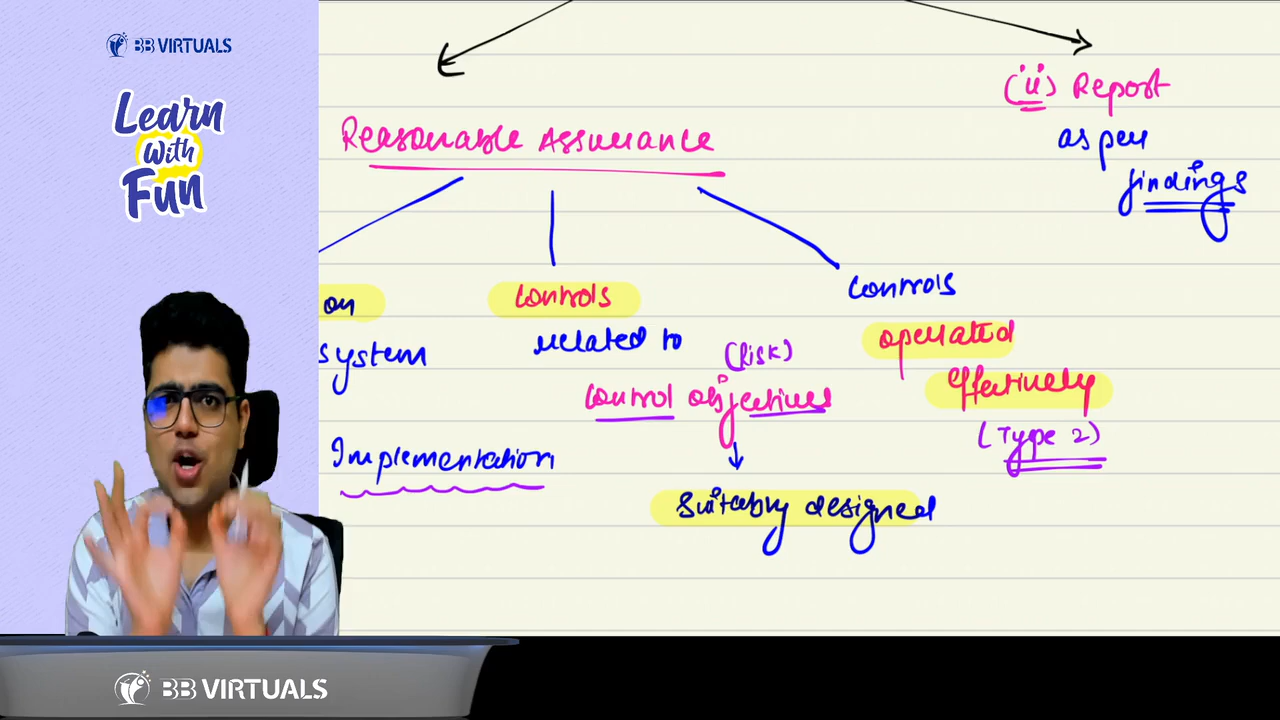 BB VIRTUALS
Learn
With
Fun
(ii) Report
as per
findings
Reasonable Assurance
on
system
Implementation
Controls
related to
(Risk)
Control objectives
Suitably designed
Controls
operated
Effectively
(Type 2)
BB VIRTUALS